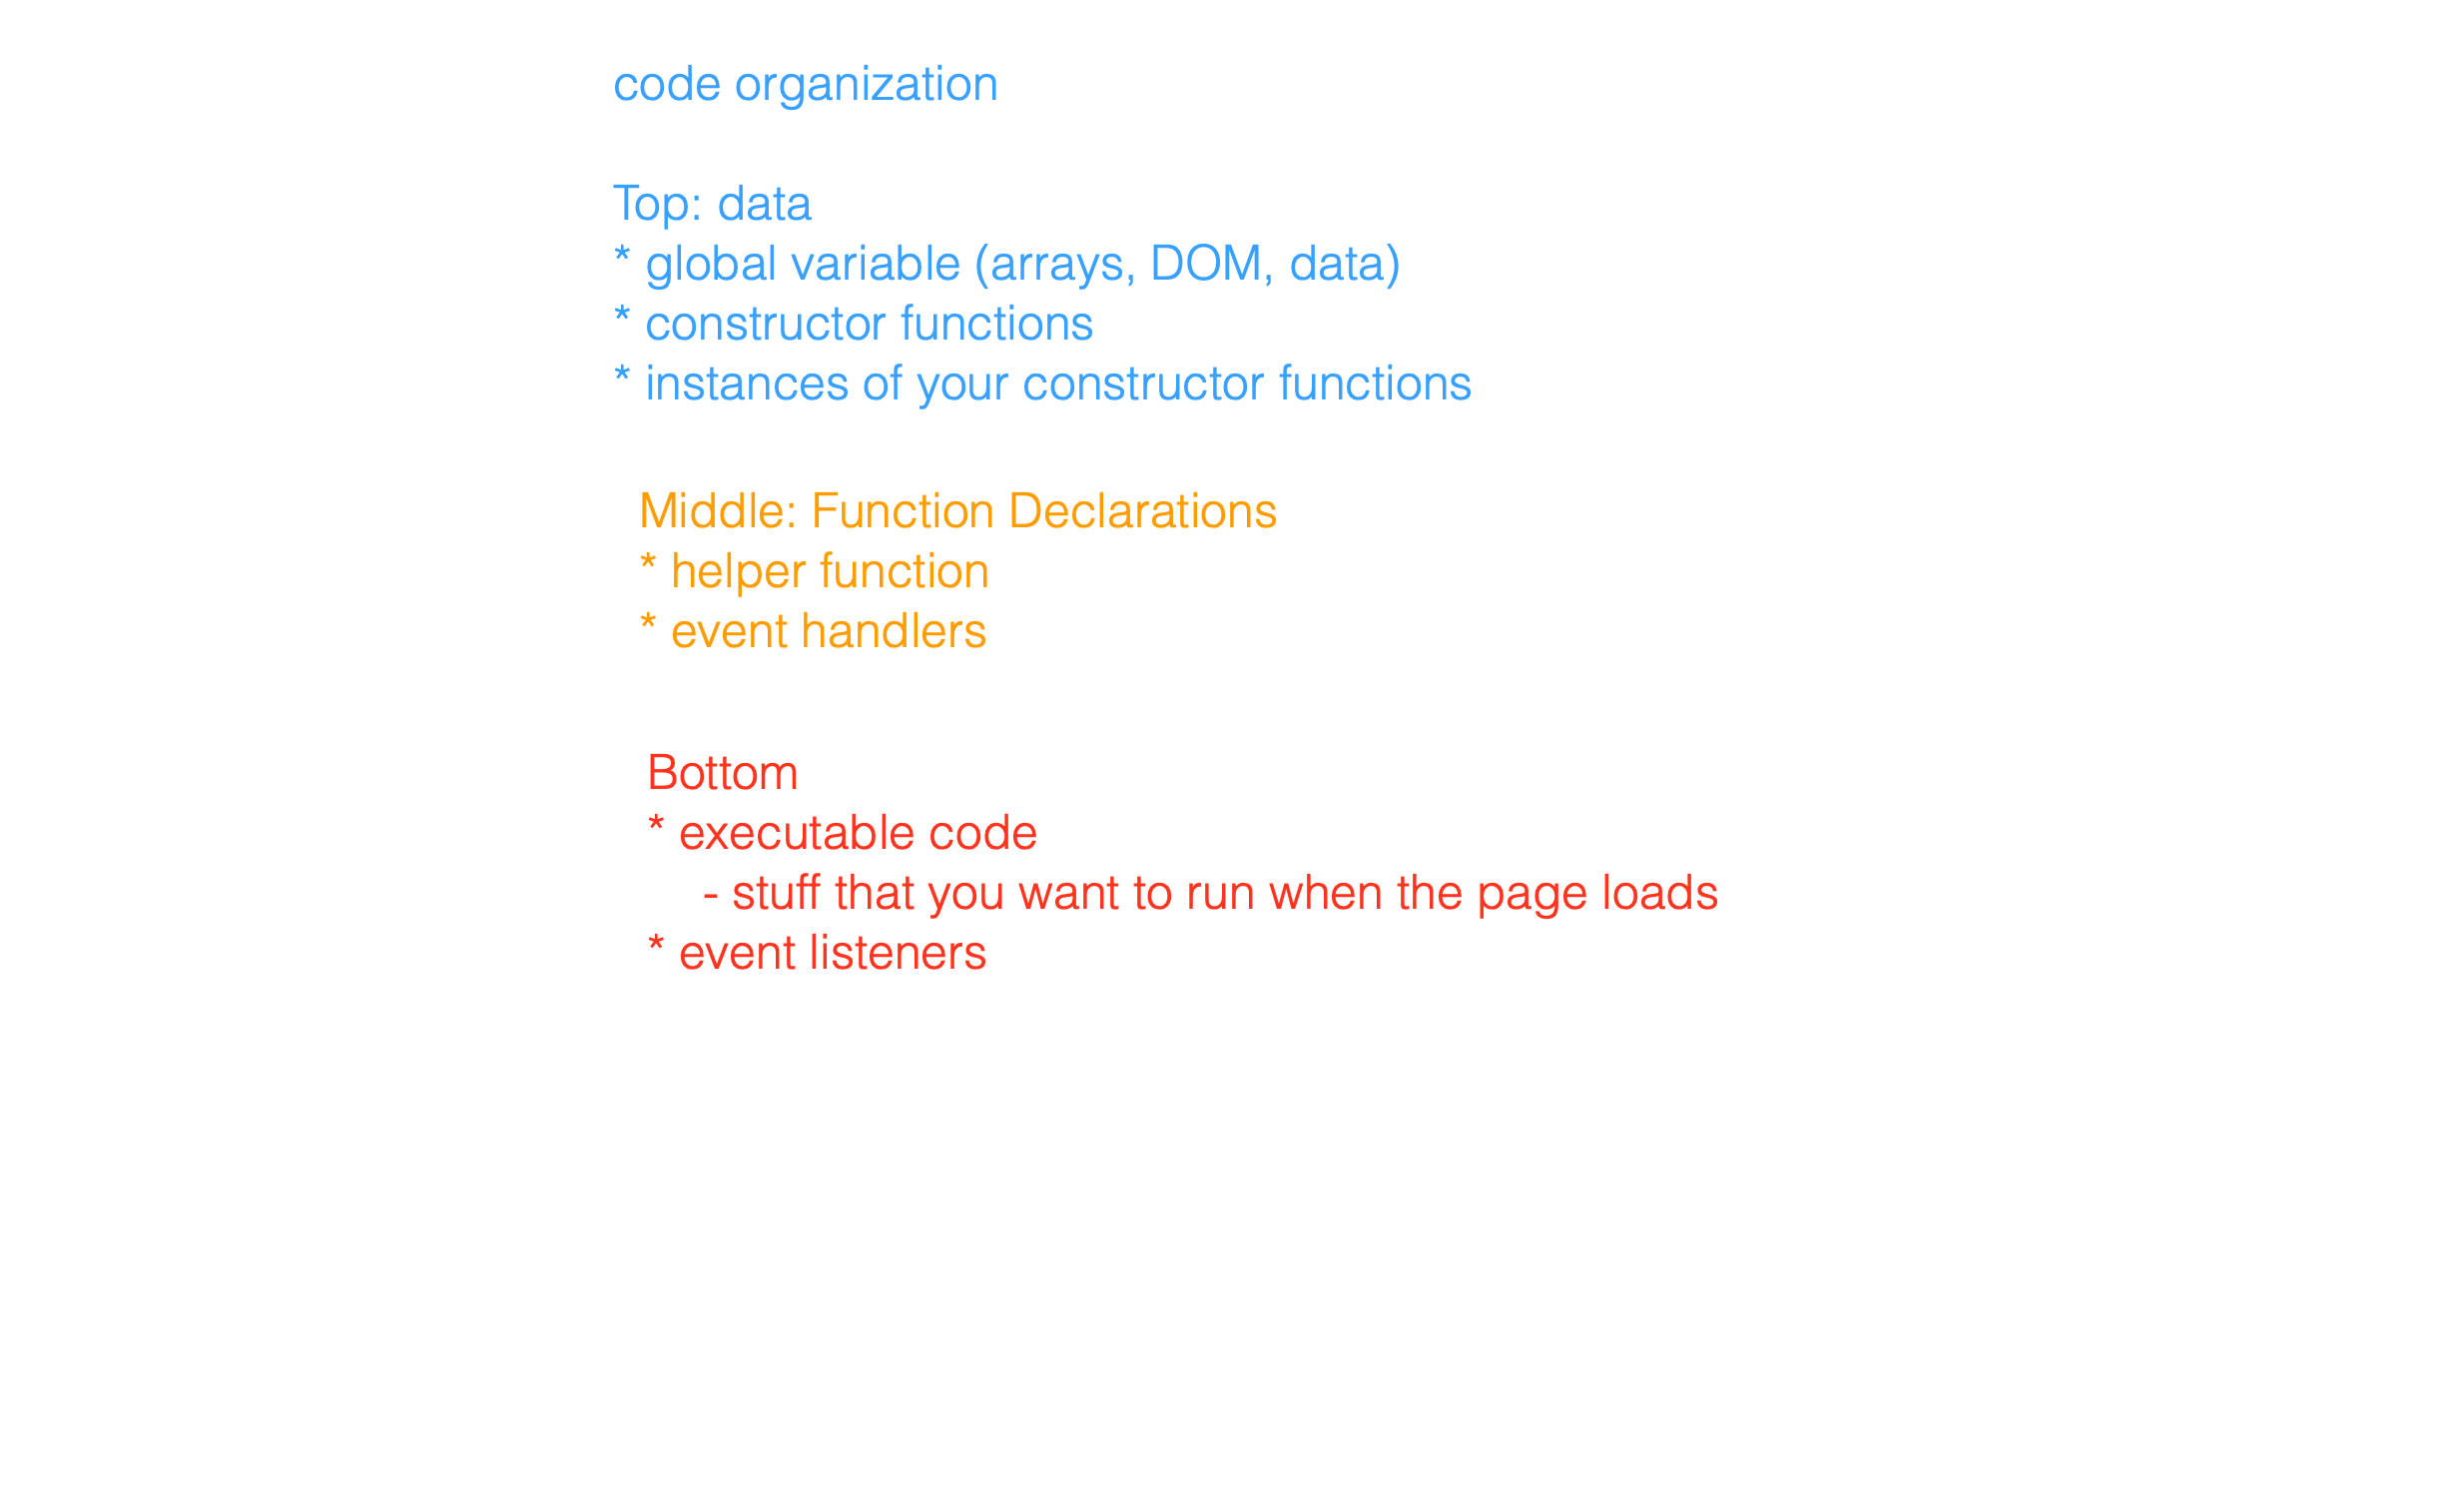 code organization
Top: data
* global variable (arrays, DOM, data)
* constructor functions
* instances of your constructor functions
Middle: Function Declarations
* helper function
* event handlers
Bottom
* executable code
- stuff that you want to run when the page loads
* event listeners